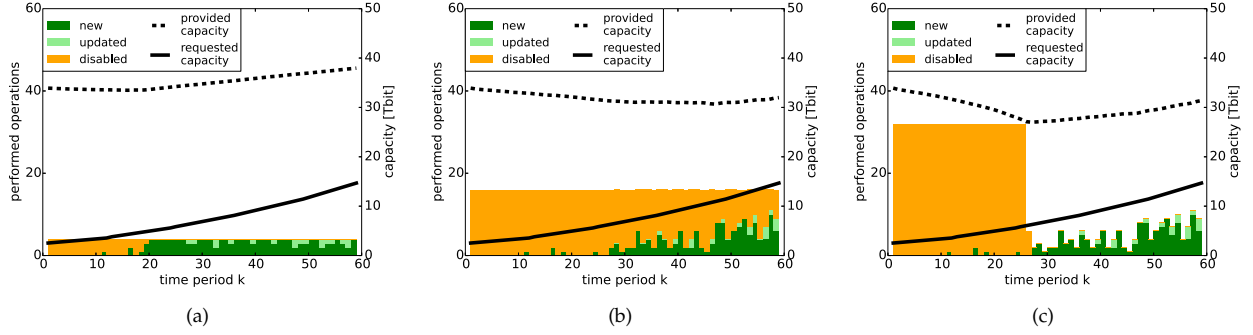 60
50
new
provided
capacity
updated
requested
capacity
disabled
40
40
30
20
20
10
0
0
0
10
20
30
40
50
60
performed operations
capacity [Tbit]
time period k
(a)
60
50
new
provided
capacity
updated
requested
capacity
disabled
40
40
30
20
20
10
0
0
0
10
20
30
40
50
60
performed operations
capacity [Tbit]
time period k
(b)
60
50
new
provided
capacity
updated
requested
capacity
disabled
40
40
30
20
20
10
0
0
0
10
20
30
40
50
60
performed operations
capacity [Tbit]
time period k
(c)